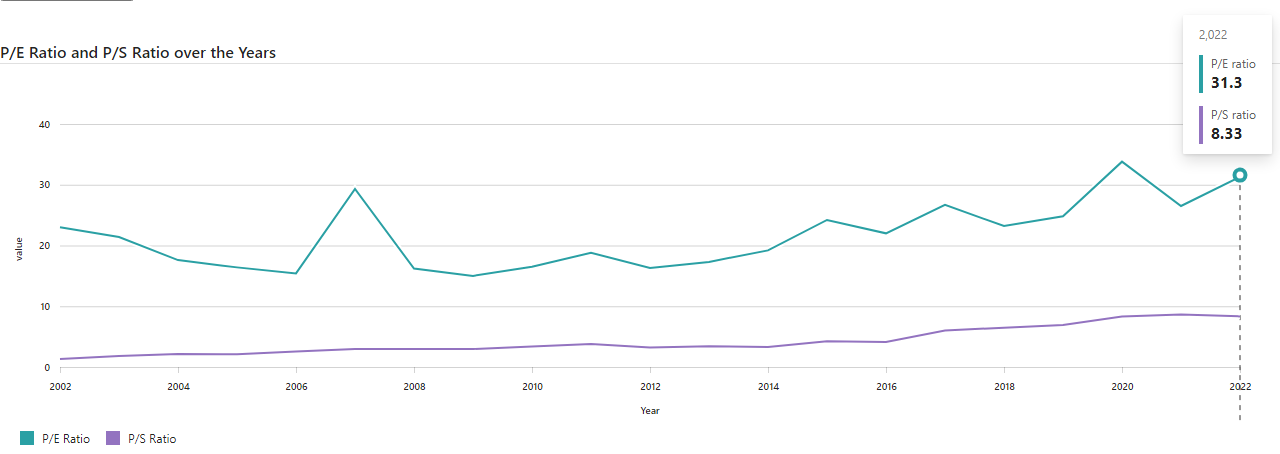 2,022
P/E Ratio and P/S Ratio over the Years
P/E ratio
31.3
P/S ratio
8.33
40
30
20
10
0
value
2002 2004 2006 2008 2010 2012 2014 2016 2018 2020 2022
Year
P/E Ratio P/S Ratio